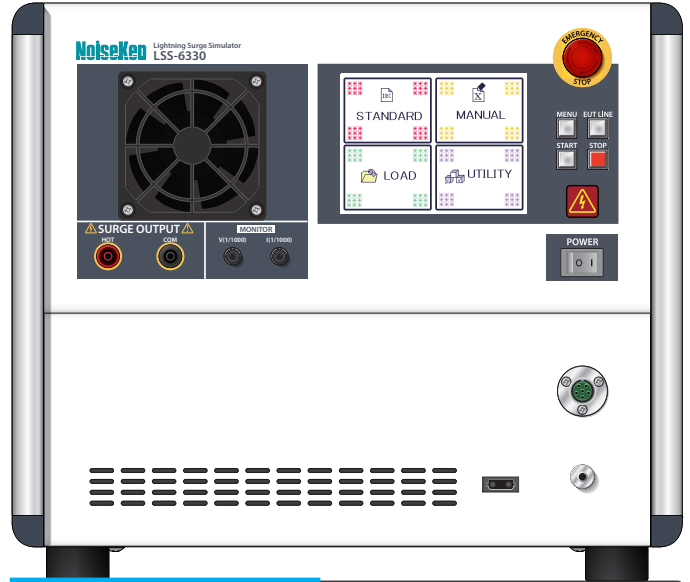 NoiseKen
Lightning Surge Simulator
LSS-6330
EMERGENCY
STOP
IEC
STANDARD
X
MANUAL
LOAD
UTILITY
MENU EUT LINE
START STOP
SURGE OUTPUT
HOT COM
MONITOR
V(1/1000) I(1/1000)
POWER
O I